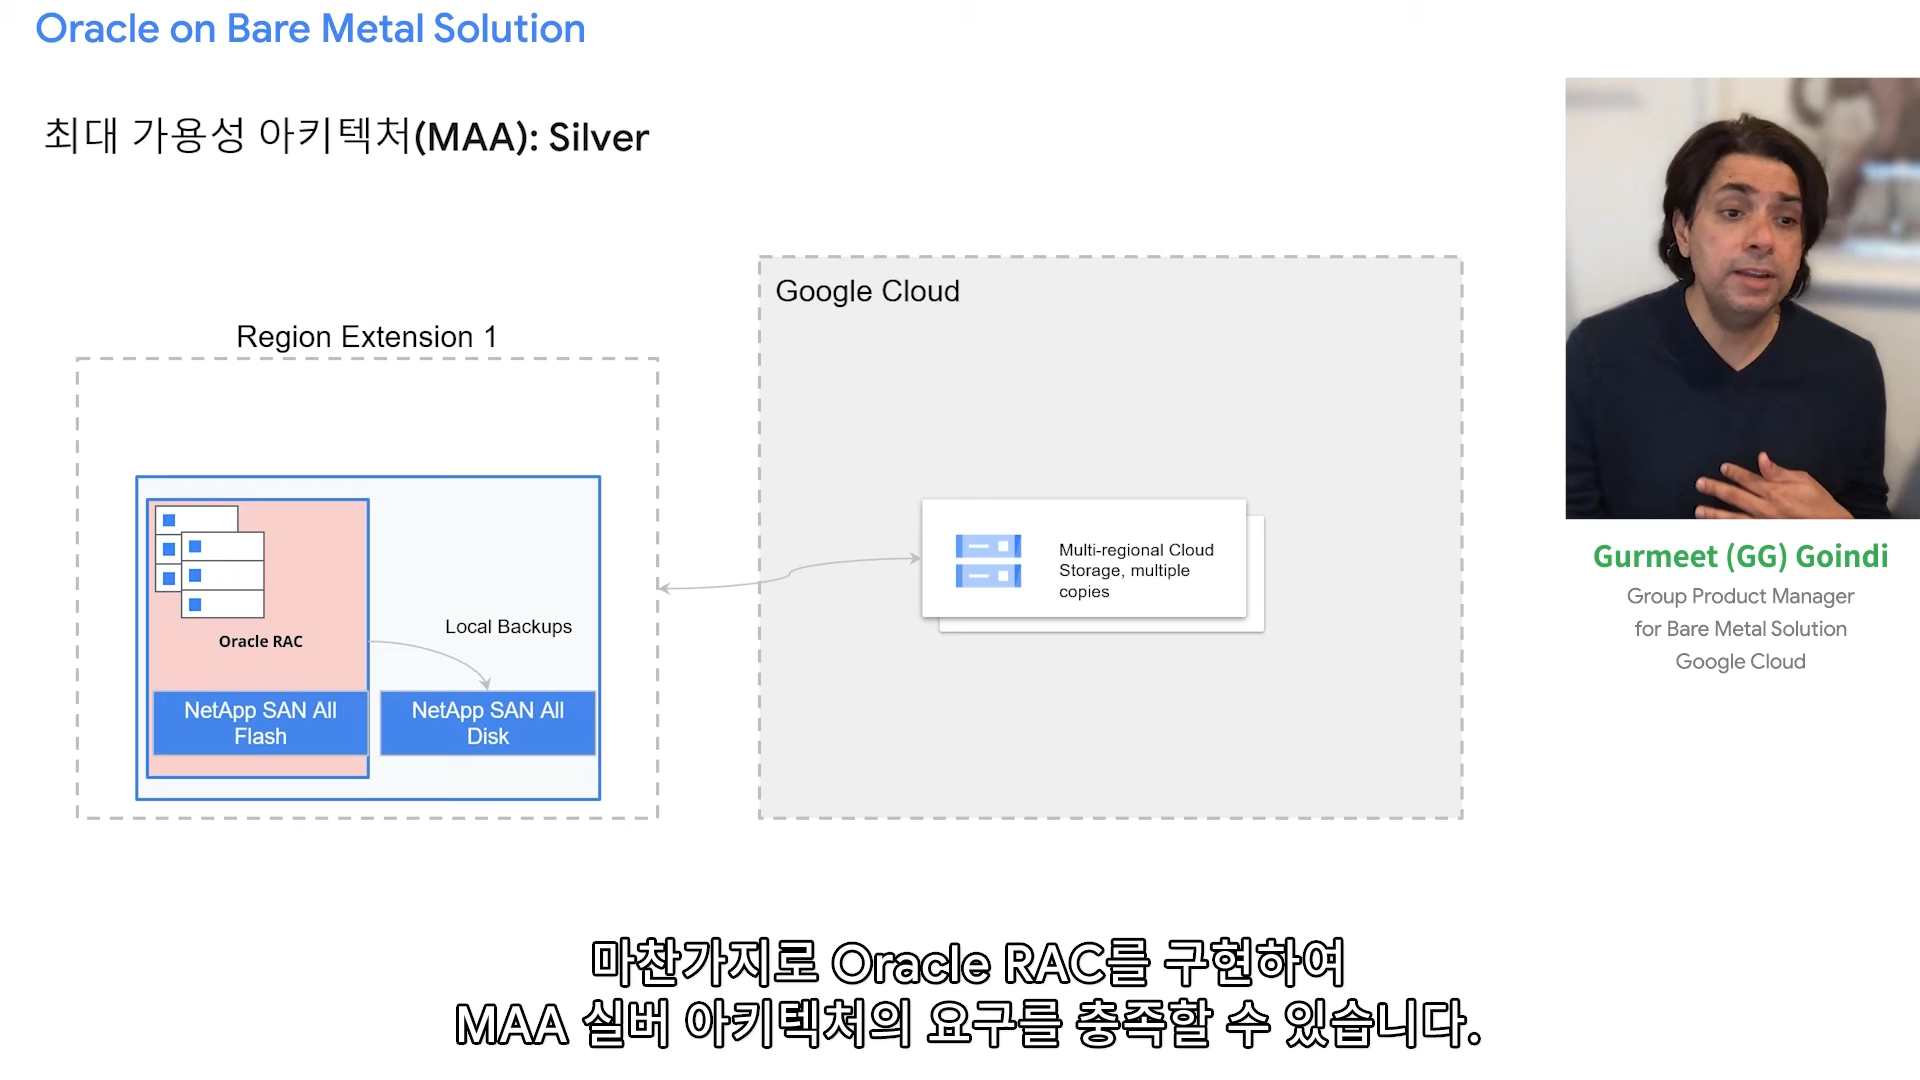 Oracle on Bare Metal Solution
최대 가용성 아키텍처(MAA): Silver
Google Cloud
Region Extension 1
Multi-regional Cloud
Storage, multiple
copies
Local Backups
Oracle RAC
NetApp SAN All
Flash
NetApp SAN All
Disk
Gurmeet (GG) Goindi
Group Product Manager
for Bare Metal Solution
Google Cloud
마찬가지로 Oracle RAC를 구현하여
MAA 실버 아키텍처의 요구를 충족할 수 있습니다.